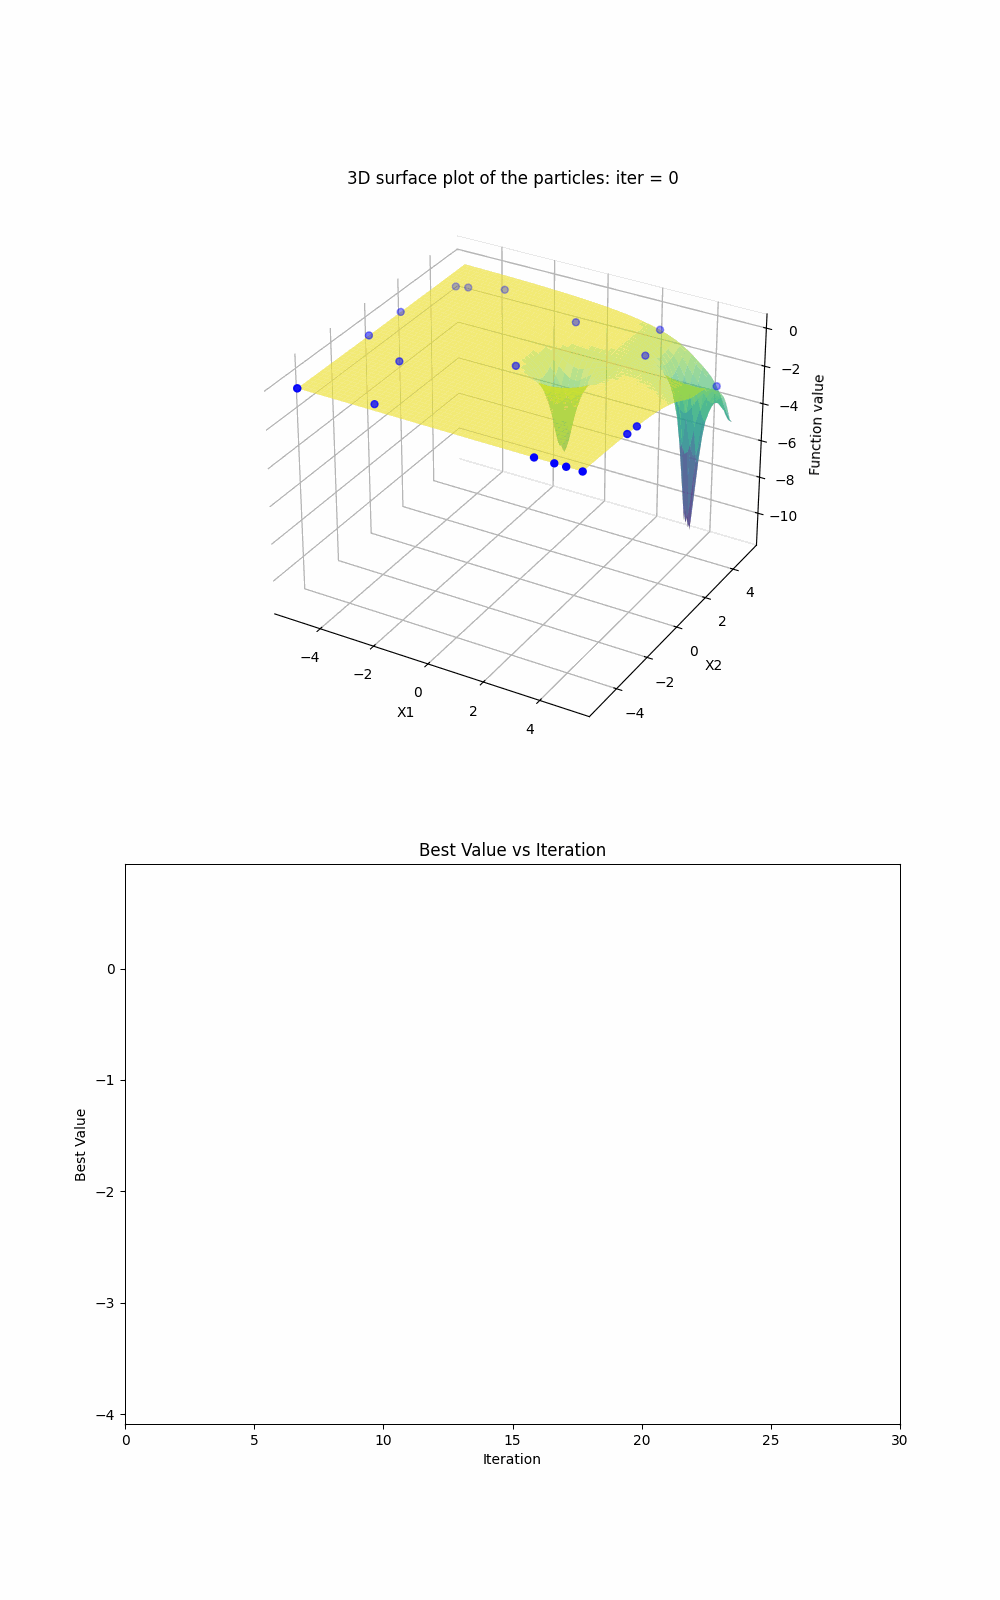 3D surface plot of the particles: iter = 0
0
−2
−4
−6
−8
−10
Function value
4
2
0
−2
−4
X2
−4
−2
0
2
4
X1
Best Value vs Iteration
0
−1
−2
−3
−4
Best Value
0 5 10 15 20 25 30
Iteration